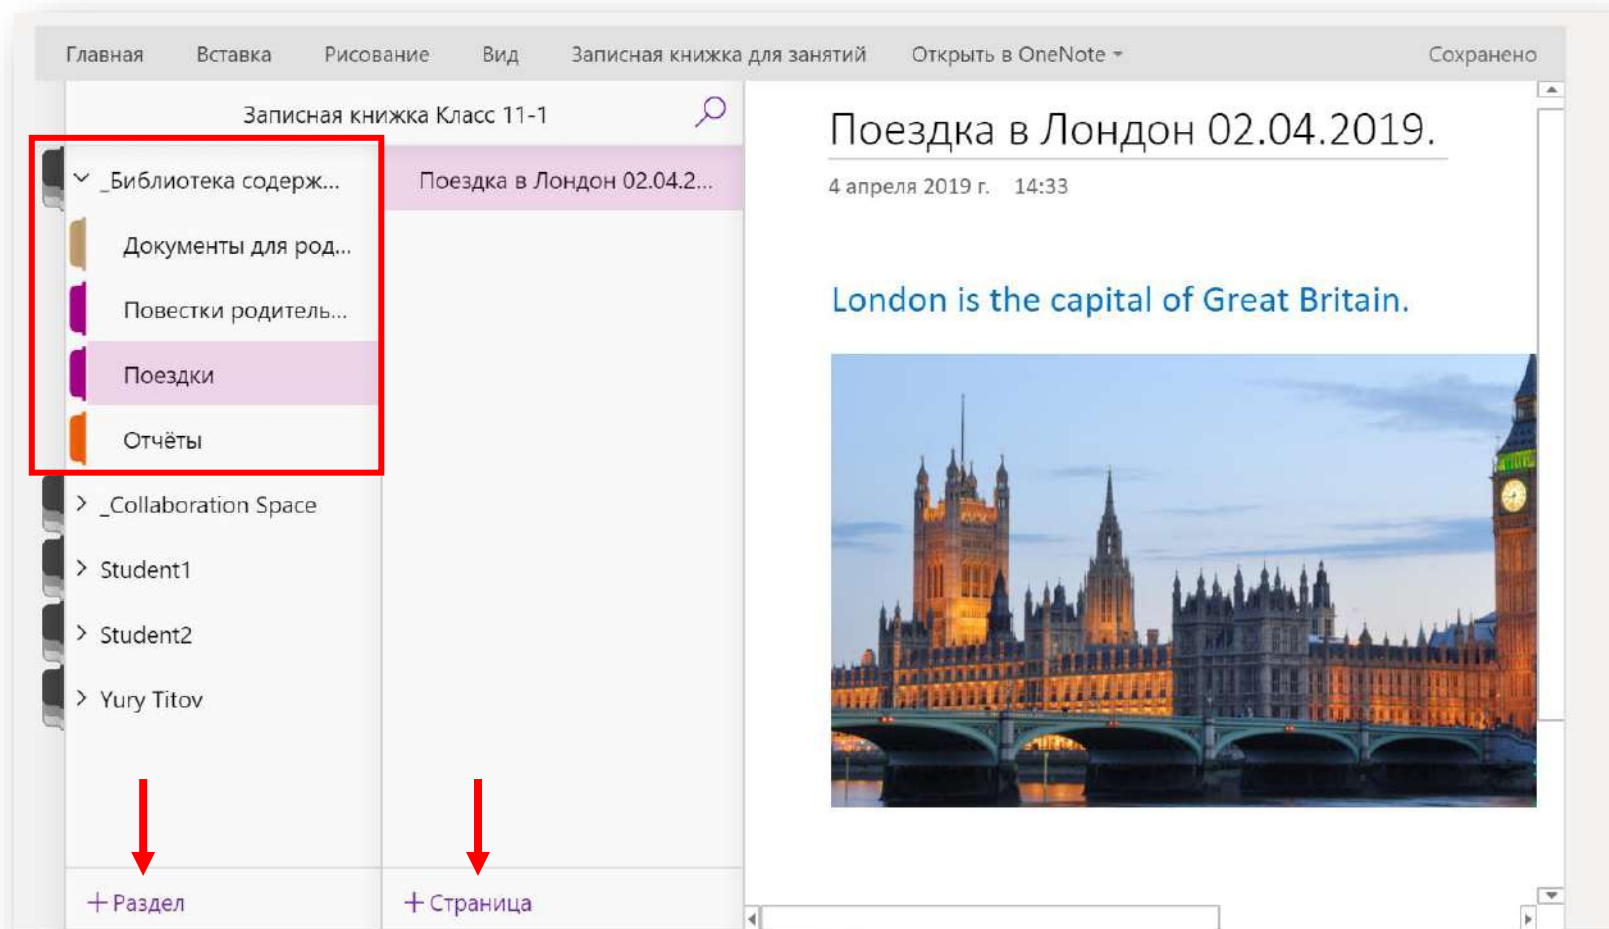 Главная Вставка Рисование Вид Записная книжка для занятий Открыть в OneNote Сохранено
Записная книжка Класс 11-1
_Библиотека содерж...
Документы для род...
Повестки родитель...
Поездки
Отчёты
_Collaboration Space
Student1
Student2
Yury Titov
+ Раздел
Поездка в Лондон 02.04.2...
+ Страница
Поездка в Лондон 02.04.2019.
4 апреля 2019 г. 14:33
London is the capital of Great Britain.